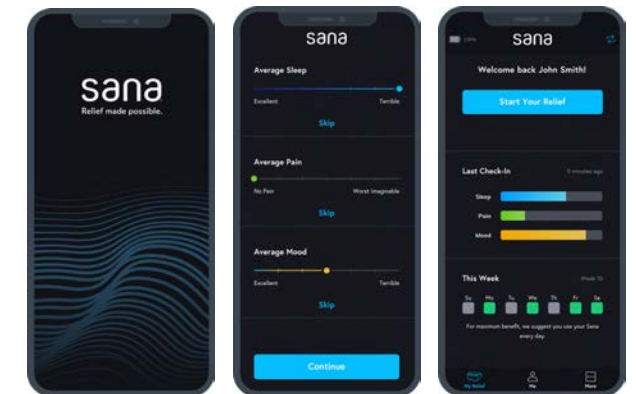 sana
Relief made possible.
sana
Average Sleep
Excellent Terrible
Skip
Average Pain
No Pain Worst Imaginable
Skip
Average Mood
Excellent Terrible
Skip
Continue
sana
Welcome back John Smith!
Start Your Relief
Last Check-In 5 minutes ago
Sleep
Pain
Mood
This Week Week 10
Su Mo Tu We Th Fr Sa
For maximum benefit, we suggest you use your Sana
every day.
My Relief Me More